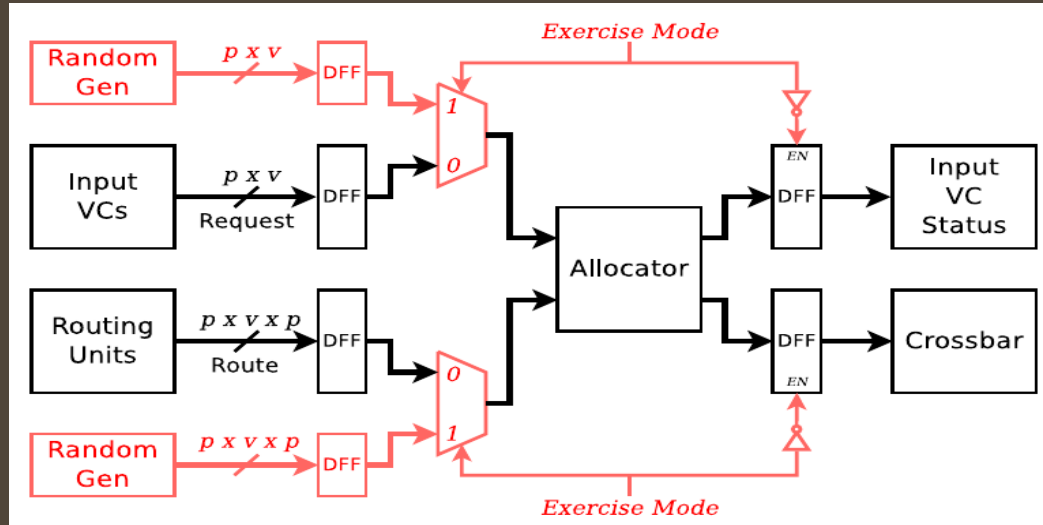 Exercise Mode
Random
Gen
p x v
DFF
1
0
Input
VCs
p x v
Request
DFF
EN
DFF
Input
VC
Status
Allocator
Routing
Units
p x v x p
Route
DFF
0
1
DFF
EN
Crossbar
Random
Gen
p x v x p
DFF
Exercise Mode